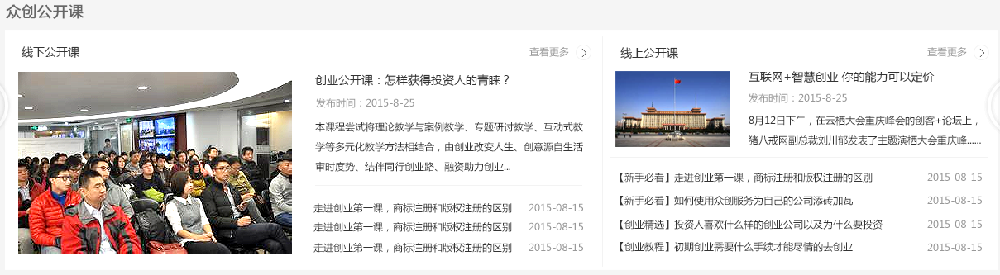 众创公开课
线下公开课
查看更多
创业公开课：怎样获得投资人的青睐？
发布时间：2015-8-25
本课程尝试将理论教学与案例教学、专题研讨教学、互动式教
学等多元化教学方法相结合，由创业改变人生、创意源自生活
审时度势、结伴同行创业路、融资助力创业...
走进创业第一课，商标注册和版权注册的区别 2015-08-15
走进创业第一课，商标注册和版权注册的区别 2015-08-15
走进创业第一课，商标注册和版权注册的区别 2015-08-15
线上公开课
查看更多
互联网+智慧创业 你的能力可以定价
发布时间：2015-8-25
8月12日下午，在云栖大会重庆峰会的创客+论坛上，
猪八戒网副总裁刘川郁发表了主题演栖大会重庆峰......
【新手必看】走进创业第一课，商标注册和版权注册的区别 2015-08-15
【新手必看】如何使用众创服务为自己的公司添砖加瓦 2015-08-15
【创业精选】投资人喜欢什么样的创业公司以及为什么要投资 2015-08-15
【创业教程】初期创业需要什么手续才能尽情的去创业 2015-08-15